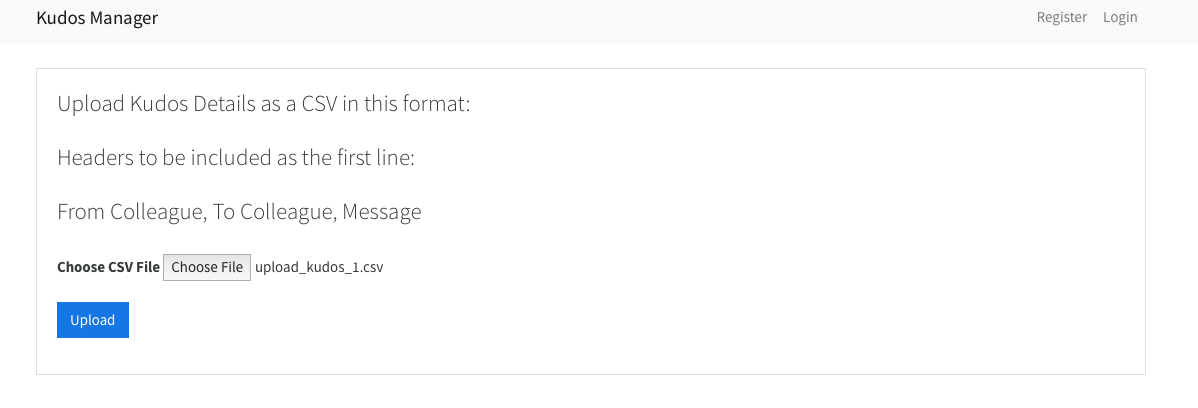 Kudos Manager
Register Login
Upload Kudos Details as a CSV in this format:
Headers to be included as the first line:
From Colleague, To Colleague, Message
Choose CSV File Choose File upload_kudos_1.csv
Upload